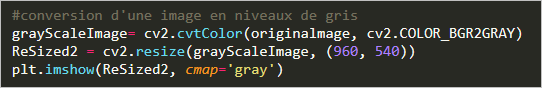 #conversion d'une image en niveaux de gris
grayScaleImage= cv2.cvtColor(originalmage, cv2.COLOR_BGR2GRAY)
ReSized2 = cv2.resize(grayScaleImage, (960, 540))
plt.imshow(ReSized2, cmap='gray')